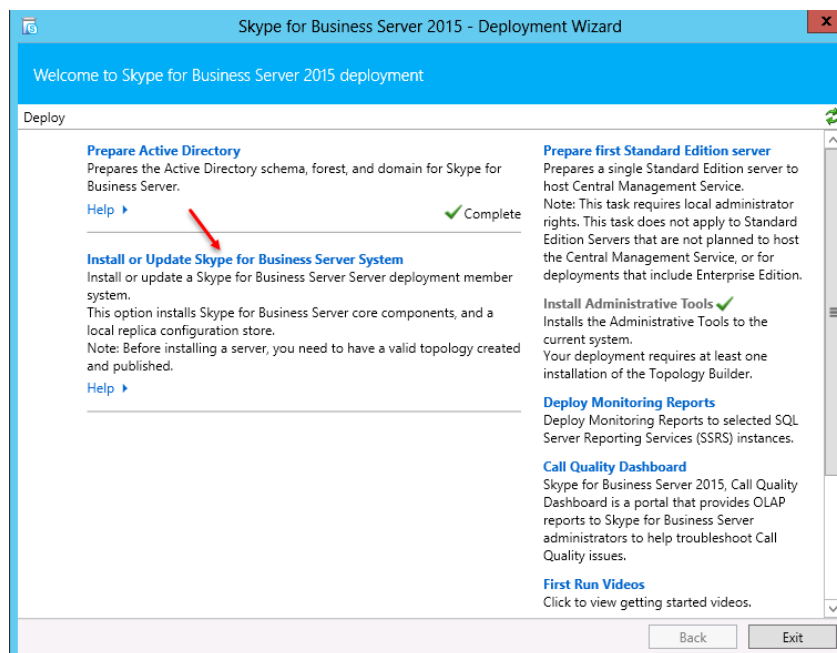 Skype for Business Server 2015 - Deployment Wizard
Welcome to Skype for Business Server 2015 deployment
Deploy
Prepare Active Directory
Prepares the Active Directory schema, forest, and domain for Skype for
Business Server.
Help
Complete
Install or Update Skype for Business Server System
Install or update a Skype for Business Server Server deployment member
system.
This option installs Skype for Business Server core components, and a
local replica configuration store.
Note: Before installing a server, you need to have a valid topology created
and published.
Help
Prepare first Standard Edition server
Prepares a single Standard Edition server to
host Central Management Service.
Note: This task requires local administrator
rights. This task does not apply to Standard
Edition Servers that are not planned to host
the Central Management Service, or for
deployments that include Enterprise Edition.
Install Administrative Tools
Installs the Administrative Tools to the
current system.
Your deployment requires at least one
installation of the Topology Builder.
Deploy Monitoring Reports
Deploy Monitoring Reports to selected SQL
Server Reporting Services (SSRS) instances.
Call Quality Dashboard
Skype for Business Server 2015, Call Quality
Dashboard is a portal that provides OLAP
reports to Skype for Business Server
administrators to help troubleshoot Call
Quality issues.
First Run Videos
Click to view getting started videos.
Back
Exit